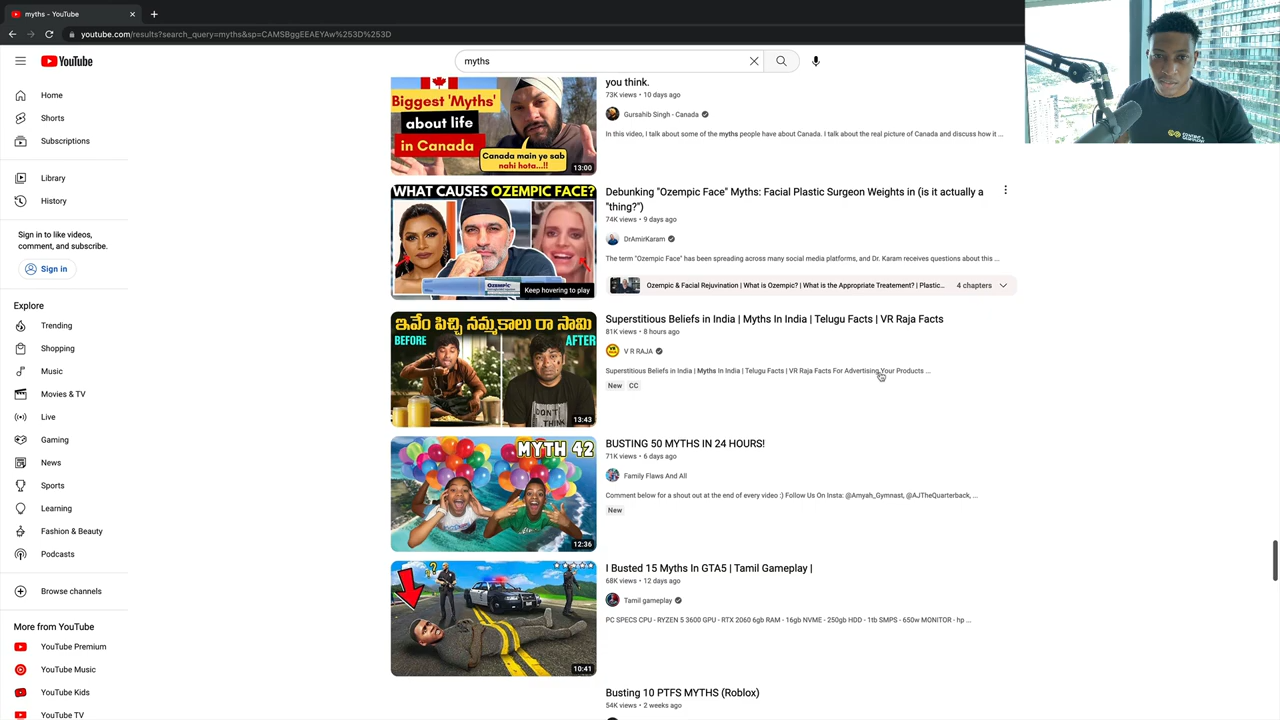 myths - YouTube
youtube.com/results?search_query=myths&sp=CAMSBggEEAEYAw%253D%253D
YouTube
myths
Home
Shorts
Subscriptions
Library
History
Sign in to like videos,
comment, and subscribe.
Sign in
Explore
Trending
Shopping
Music
Movies & TV
Live
Gaming
News
Sports
Learning
Fashion & Beauty
Podcasts
Browse channels
More from YouTube
YouTube Premium
YouTube Music
YouTube Kids
YouTube TV
Biggest 'Myths'
about life
in Canada
Canada main ye sab
nahi hota...!!
13:00
you think.
73K views • 10 days ago
Gursahib Singh - Canada
In this video, I talk about some of the myths people have about Canada. I talk about the real picture of Canada and discuss how it ...
WHAT CAUSES OZEMPIC FACE?
OZEMPIC
Keep hovering to play
Debunking "Ozempic Face" Myths: Facial Plastic Surgeon Weights in (is it actually a
"thing?")
74K views • 9 days ago
DrAmirKaram
The term "Ozempic Face" has been spreading across many social media platforms, and Dr. Karam receives questions about this ...
Ozempic & Facial Rejuvination | What is Ozempic? | What is the Appropriate Treatement? | Plastic...
4 chapters
ఇవేం పిచ్చి నమ్మకాలు రా సామి
BEFORE
AFTER
DON'T
THINK
13:43
Superstitious Beliefs in India | Myths In India | Telugu Facts | VR Raja Facts
81K views • 8 hours ago
V R RAJA
Superstitious Beliefs in India | Myths In India | Telugu Facts | VR Raja Facts For Advertising Your Products ...
New
CC
MYTH 42
12:36
BUSTING 50 MYTHS IN 24 HOURS!
71K views • 6 days ago
Family Flaws And All
Comment below for a shout out at the end of every video :) Follow Us On Insta: @Amyah_Gymnast, @AJTheQuarterback, ...
New
10:41
I Busted 15 Myths In GTA5 | Tamil Gameplay |
68K views • 12 days ago
Tamil gameplay
PC SPECS CPU - RYZEN 5 3600 GPU - RTX 2060 6gb RAM - 16gb NVME - 250gb HDD - 1tb SMPS - 650w MONITOR - hp ...
Busting 10 PTFS MYTHS (Roblox)
54K views • 2 weeks ago